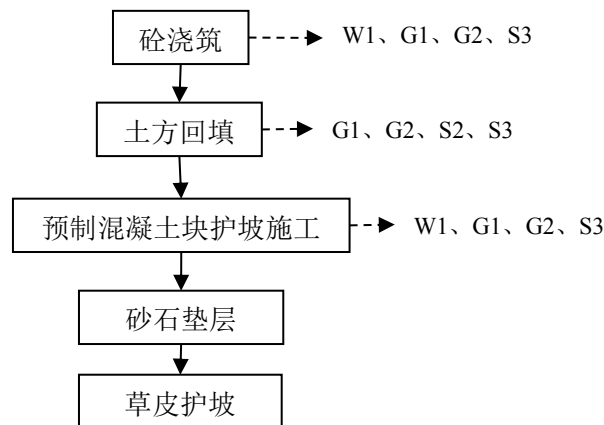 砼浇筑 W1、G1、G2、S3
土方回填 G1、G2、S2、S3
预制混凝土块护坡施工 W1、G1、G2、S3
砂石垫层
草皮护坡